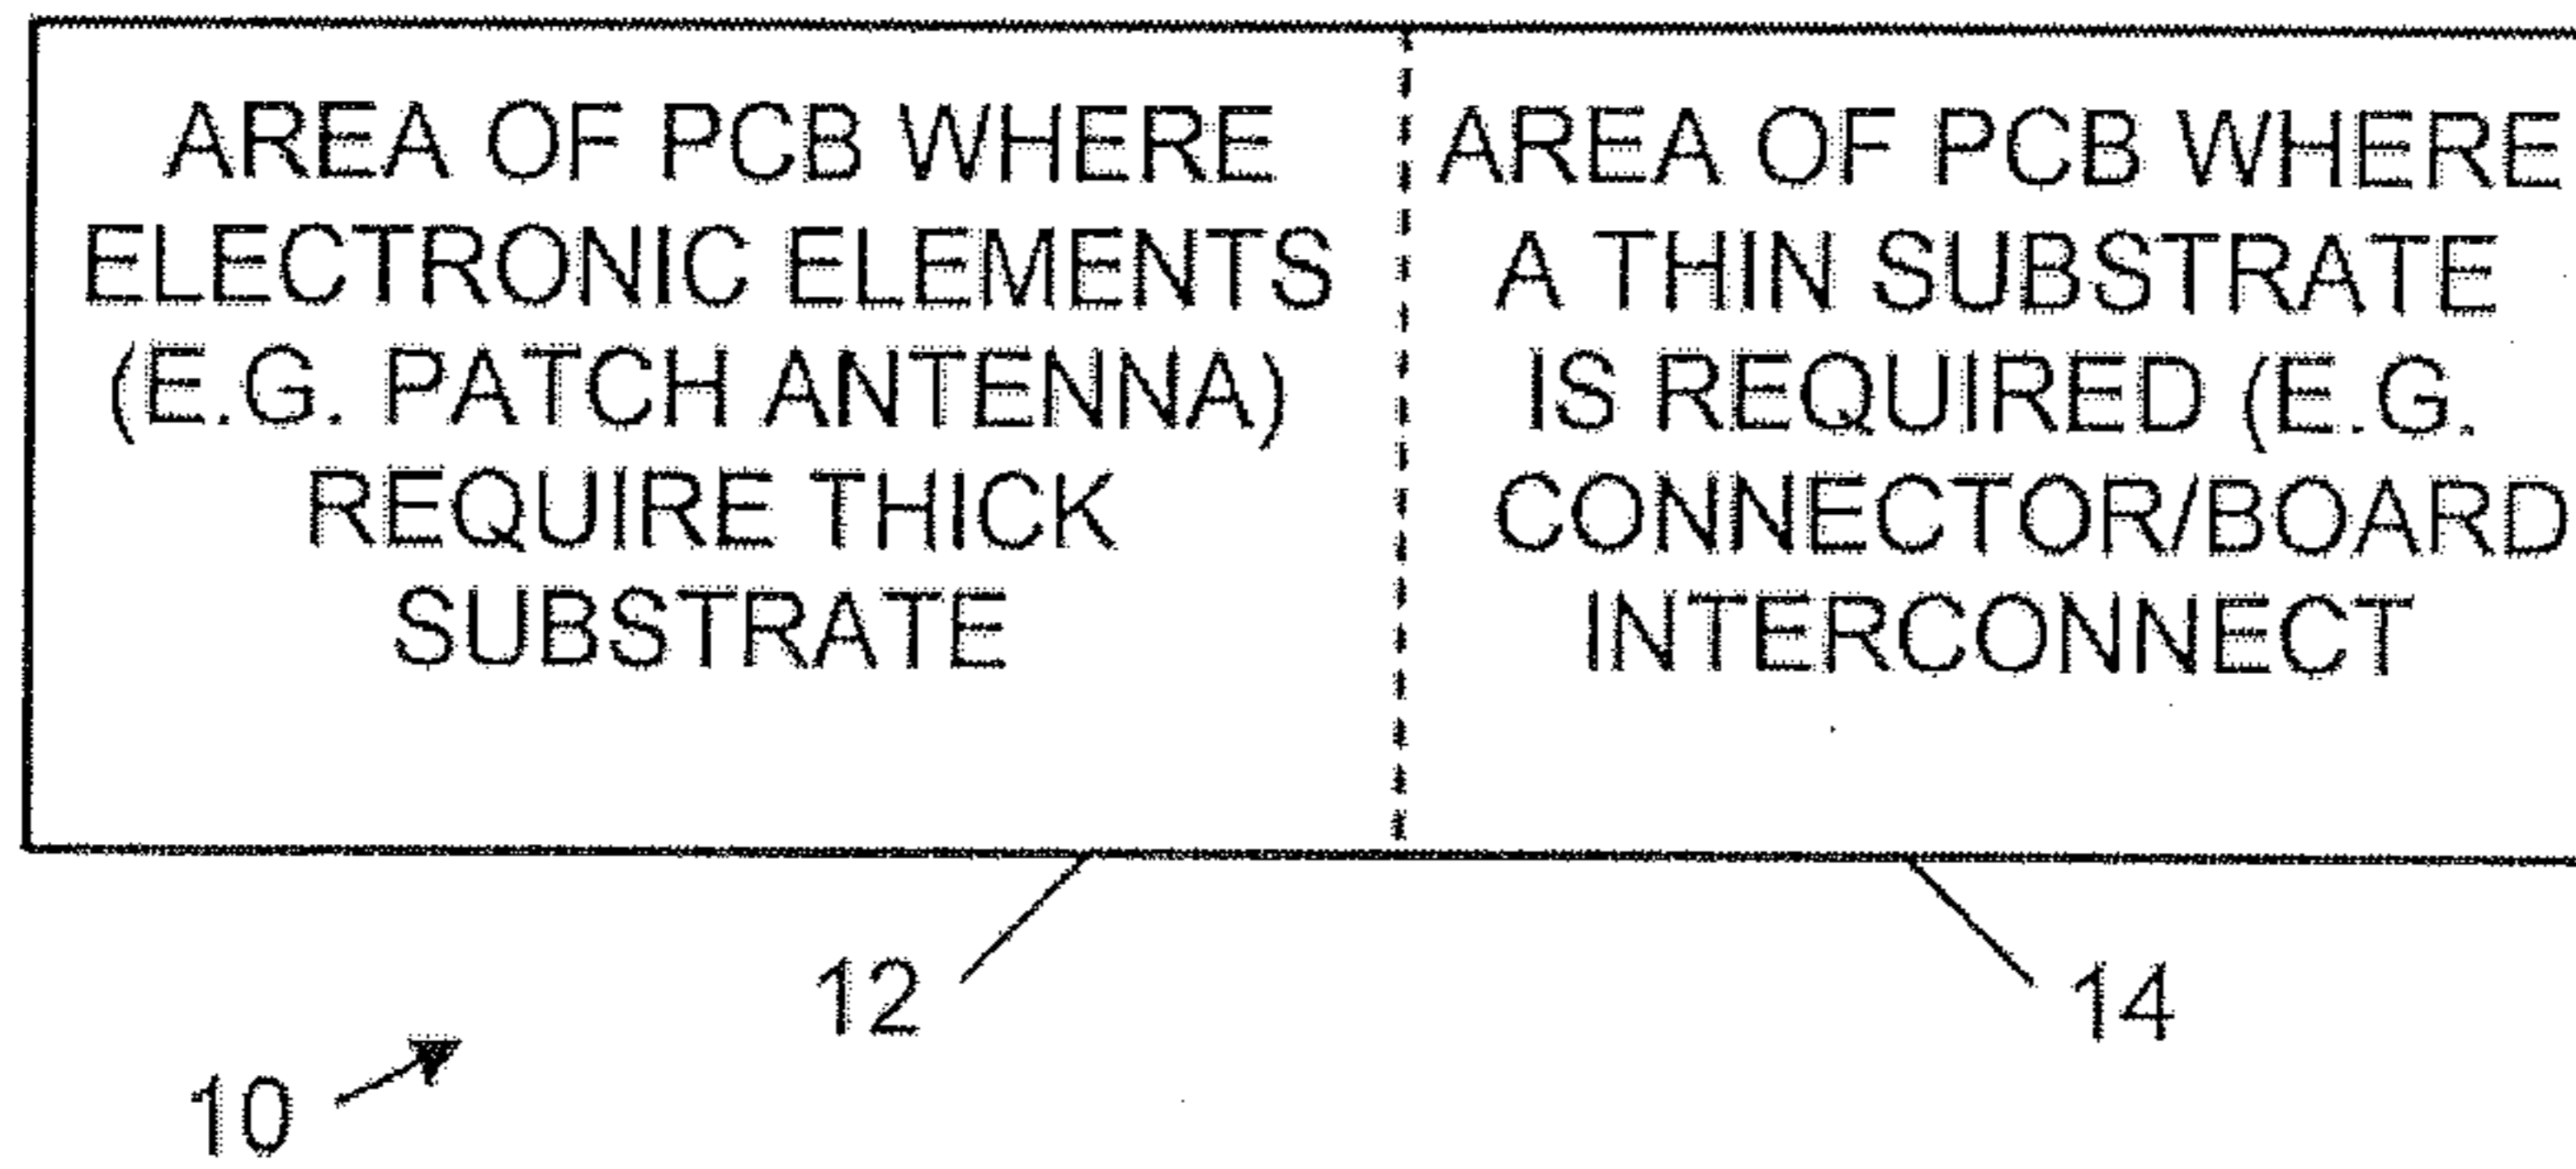 AREA OF PCB WHERE
ELECTRONIC ELEMENTS
(E.G. PATCH ANTENNA)
REQUIRE THICK
SUBSTRATE
AREA OF PCB WHERE
A THIN SUBSTRATE
IS REQUIRED (E.G.
CONNECTOR/BOARD
INTERCONNECT
12
14
10